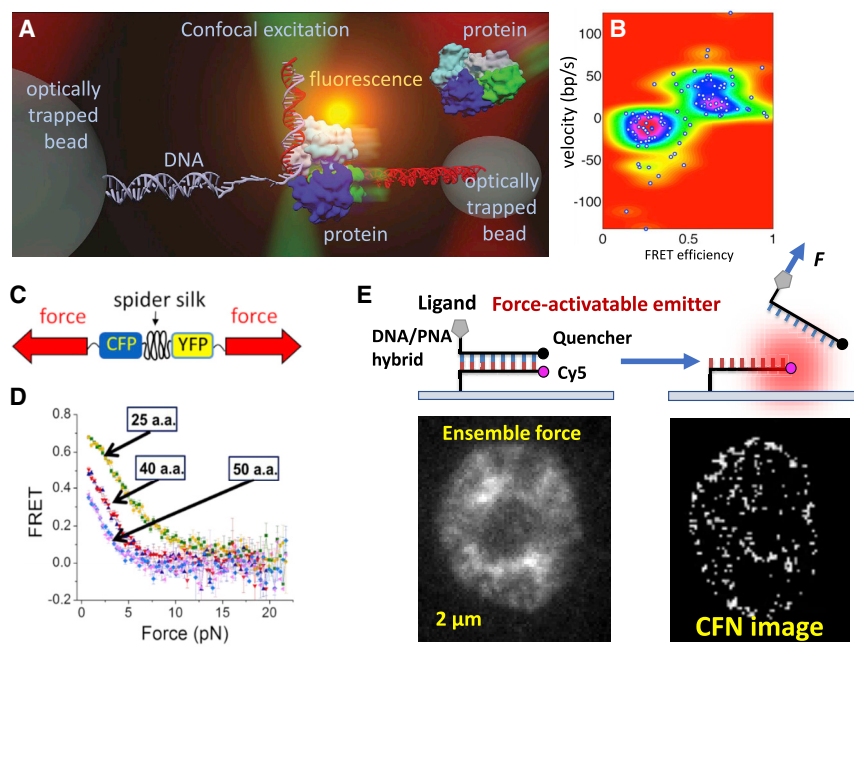 A
Confocal excitation
protein
fluorescence
optically
trapped
bead
DNA
protein
optically
trapped
bead
B
velocity (bp/s)
100
50
0
-50
-100
0
0.5
1
FRET efficiency
C
spider silk
force
force
CFP
YFP
D
FRET
0.8
0.6
0.4
0.2
0.0
-0.2
25 a.a.
40 a.a.
50 a.a.
0
5
10
15
20
Force (pN)
E
Ligand
Force-activatable emitter
F
DNA/PNA
hybrid
Quencher
Cy5
Ensemble force
2 μm
CFN image